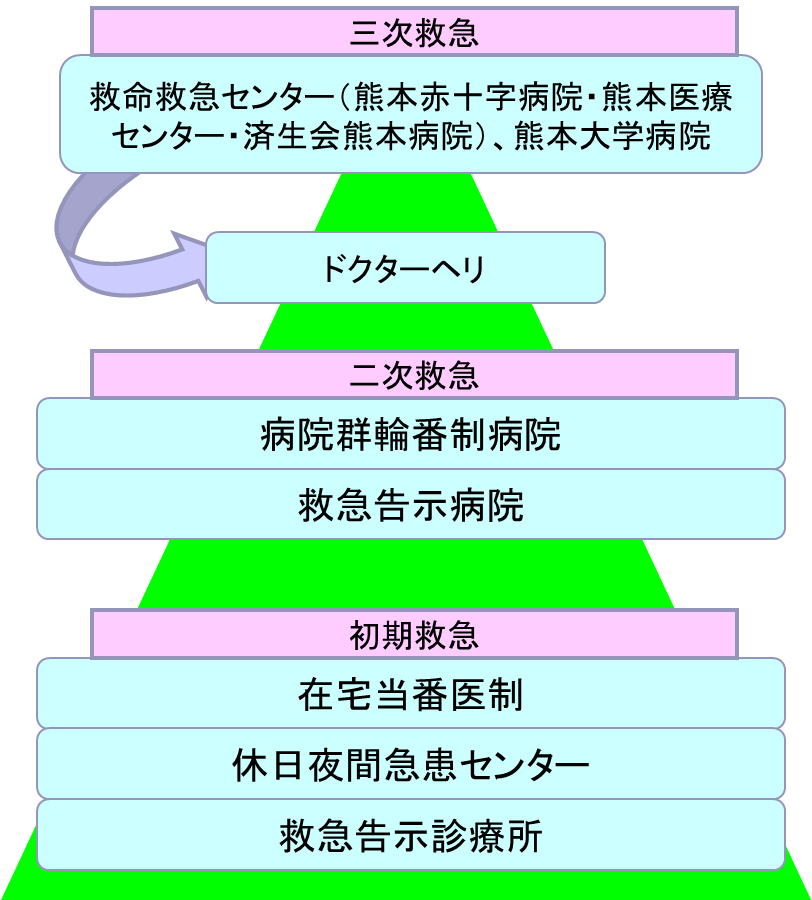 三次救急
救命救急センター（熊本赤十字病院・熊本医療
センター・済生会熊本病院）、熊本大学病院
ドクターヘリ
二次救急
病院群輪番制病院
救急告示病院
初期救急
在宅当番医制
休日夜間急患センター
救急告示診療所